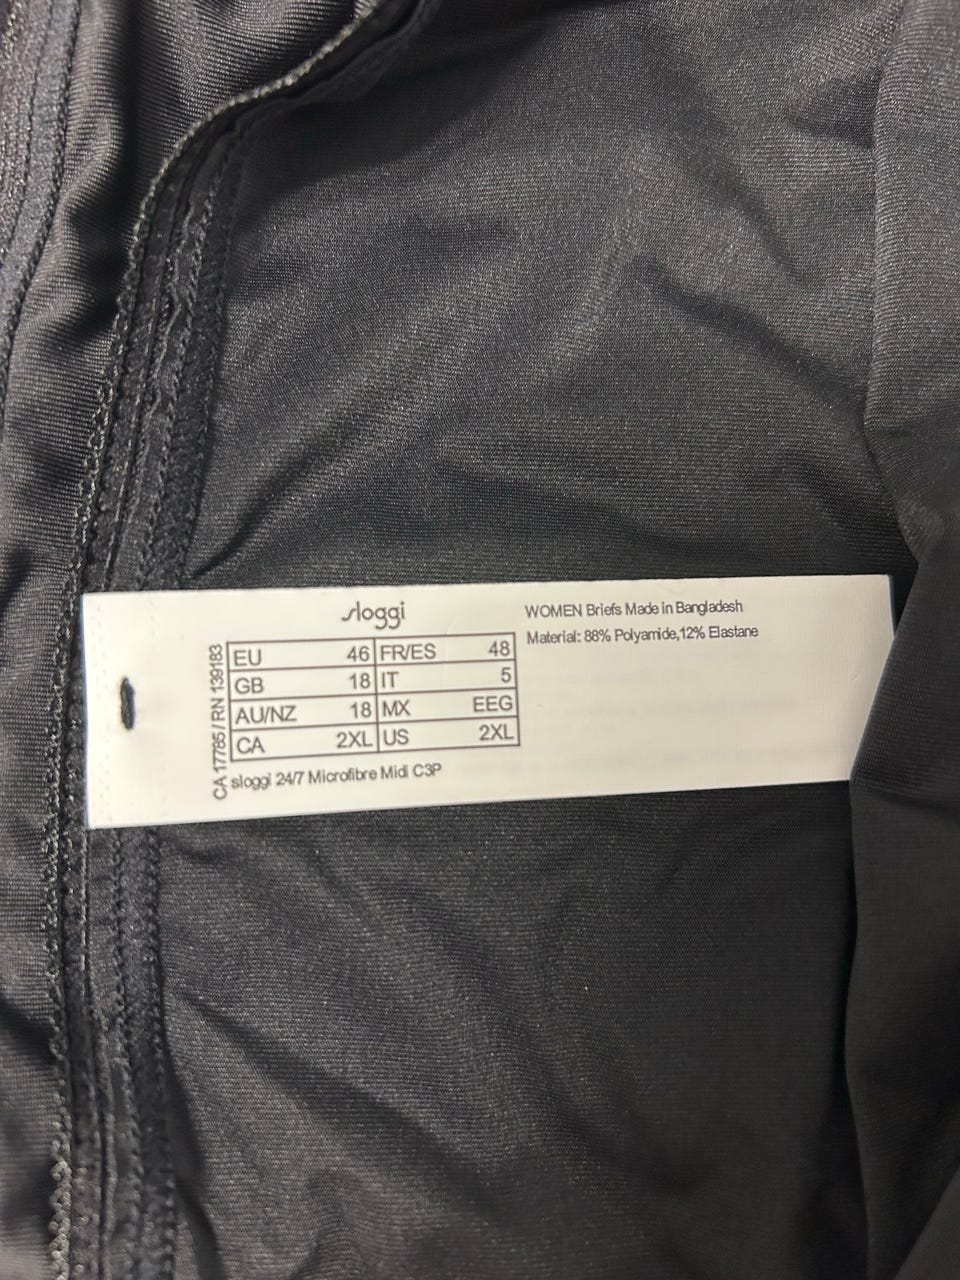 sloggi
EU 46 FR/ES 48
GB 18 IT 5
AU/NZ 18 MX EEG
CA 2XL US 2XL
CA 17785 / RN 139183
sloggi 24/7 Microfibre Midi C3P
WOMEN Briefs Made in Bangladesh
Material: 88% Polyamide,12% Elastane